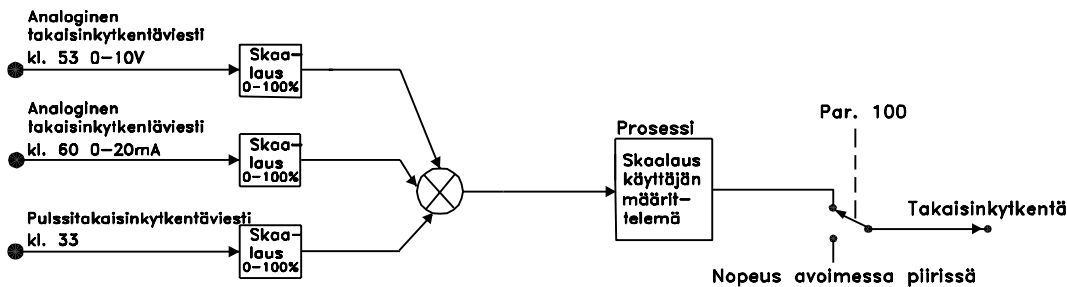 Analoginen
takaisinkytkentäviesti
kl. 53 0-10V
Skaa-
laus
0-100%
Analoginen
takaisinkytkentäviesti
kl. 60 0-20mA
Skaa-
laus
0-100%
Pulssitakaisinkytkentäviesti
kl. 33
Skaa-
laus
0-100%
Prosessi
Skaalaus
käyttäjän
määrit-
telemä
Par. 100
Takaisinkytkentä
Nopeus avoimessa piirissä